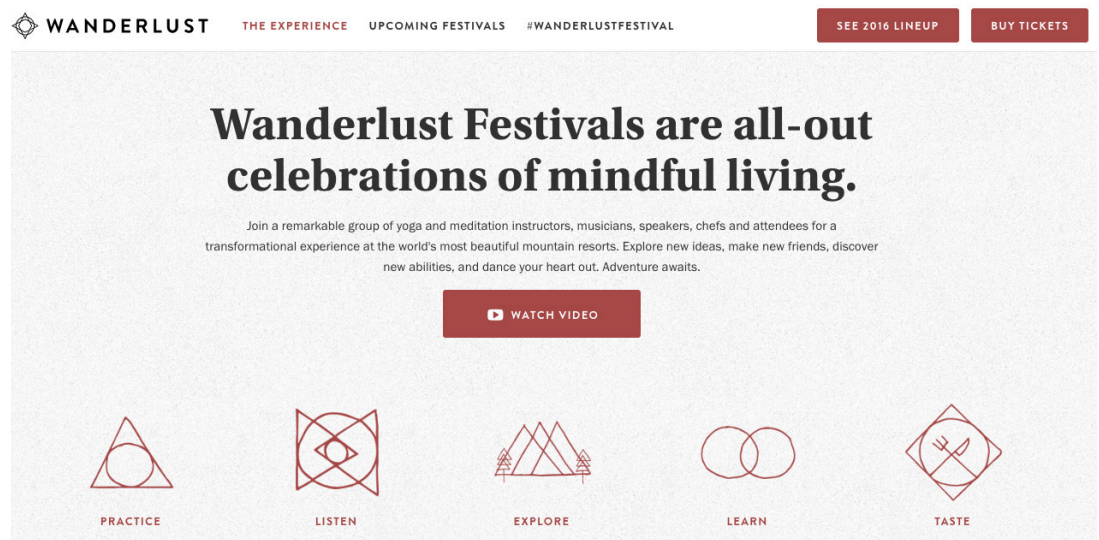 WANDERLUST
THE EXPERIENCE
UPCOMING FESTIVALS
#WANDERLUSTFESTIVAL
SEE 2016 LINEUP
BUY TICKETS
Wanderlust Festivals are all-out
celebrations of mindful living.
Join a remarkable group of yoga and meditation instructors, musicians, speakers, chefs and attendees for a
transformational experience at the world's most beautiful mountain resorts. Explore new ideas, make new friends, discover
new abilities, and dance your heart out. Adventure awaits.
WATCH VIDEO
PRACTICE
LISTEN
EXPLORE
LEARN
TASTE